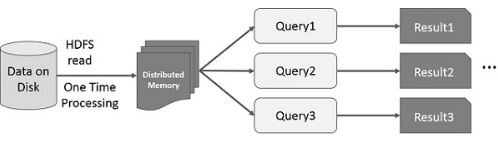 HDFS
read
Data on
Disk
One Time
Processing
Distributed
Memory
Query1
Result1
Query2
Result2
...
Query3
Result3